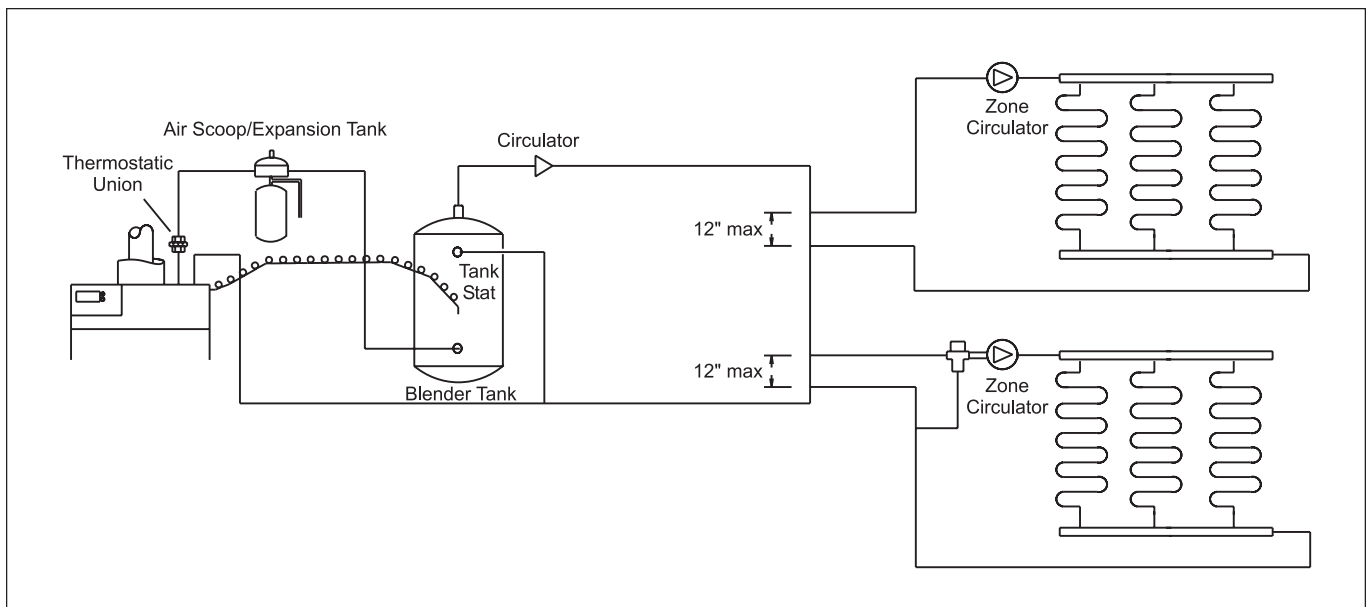 Air Scoop/Expansion Tank
Thermostatic
Union
Circulator
Tank
Stat
Blender Tank
12" max
Zone
Circulator
12" max
Zone
Circulator